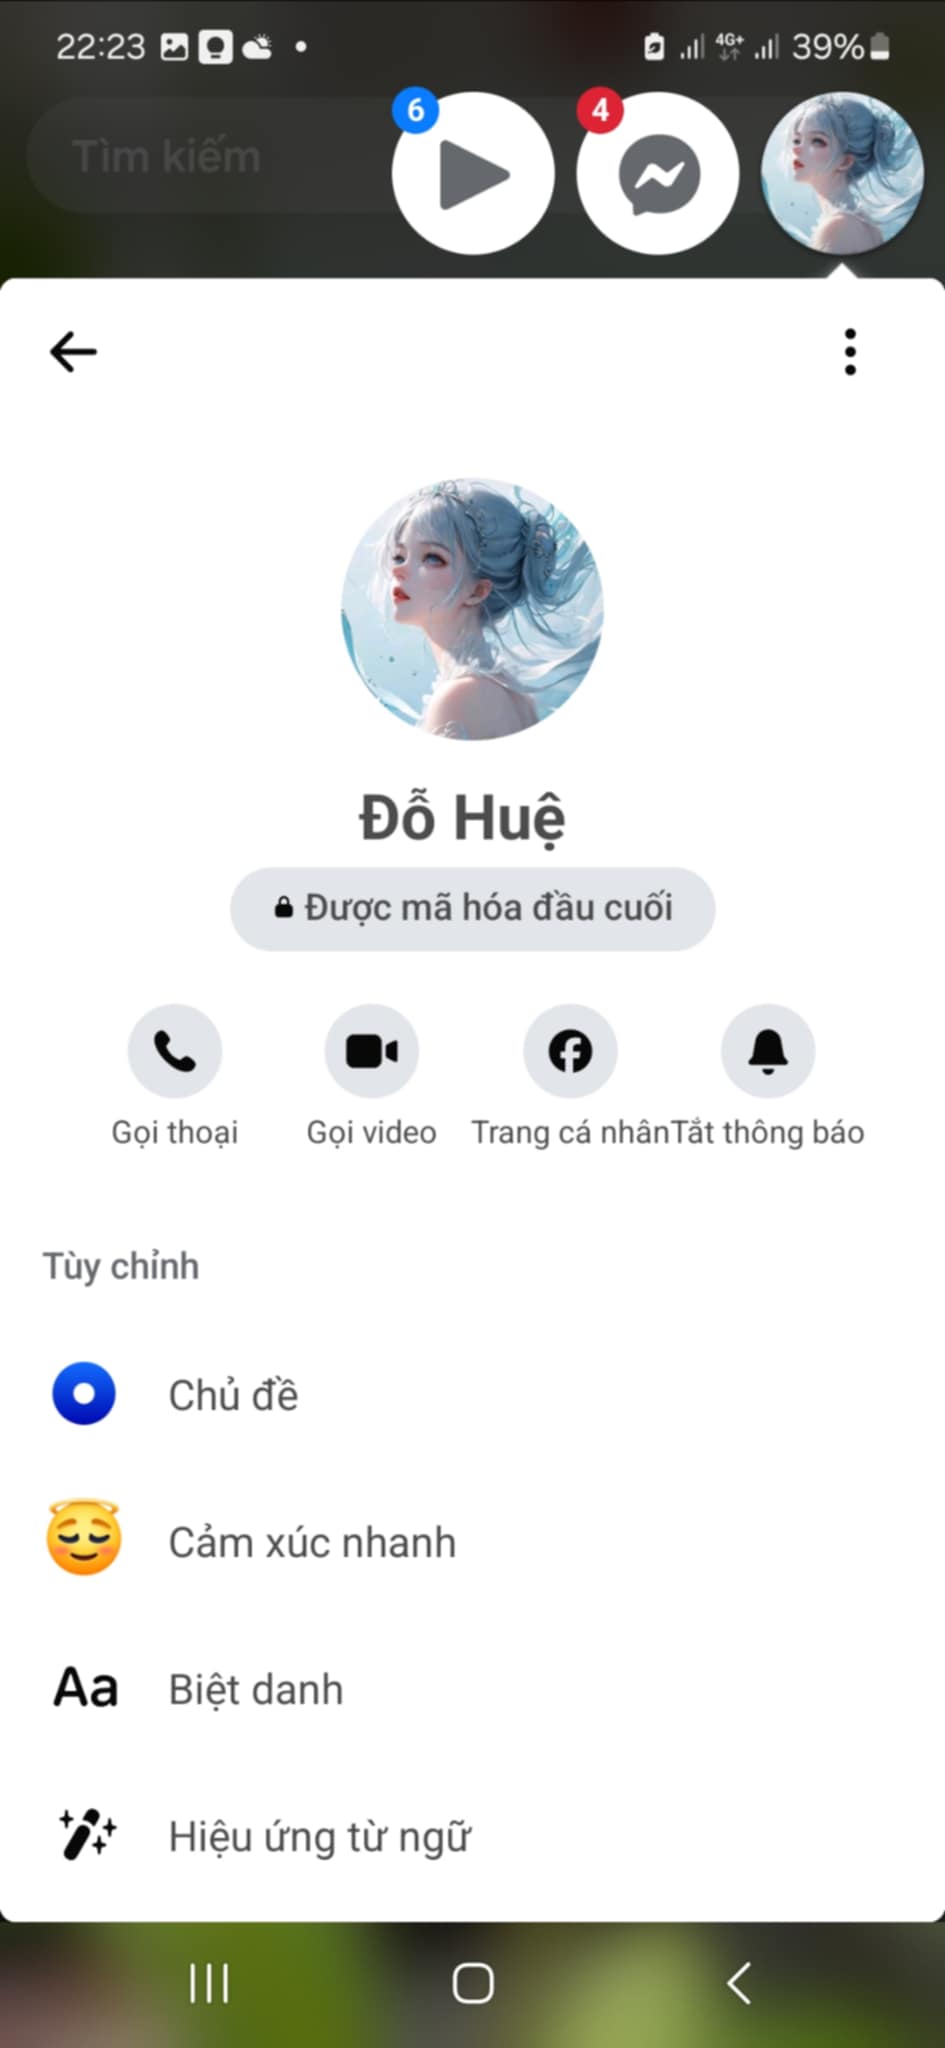 22:23
4G+
39%
Tìm kiếm
6
4
Đỗ Huệ
Được mã hóa đầu cuối
Gọi thoại
Gọi video
Trang cá nhân
Tắt thông báo
Tùy chỉnh
Chủ đề
Cảm xúc nhanh
Aa
Biệt danh
Hiệu ứng từ ngữ